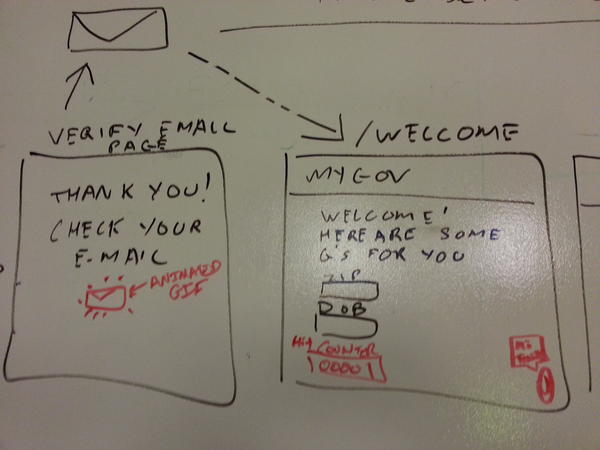 VERIFY EMAIL
PAGE
THANK YOU!
CHECK YOUR
E-MAIL
ANIMATED
GIF
/WELCOME
MYGOV
WELCOME!
HERE ARE SOME
G'S FOR YOU
ZIP
DOB
Hit COUNTER
100001